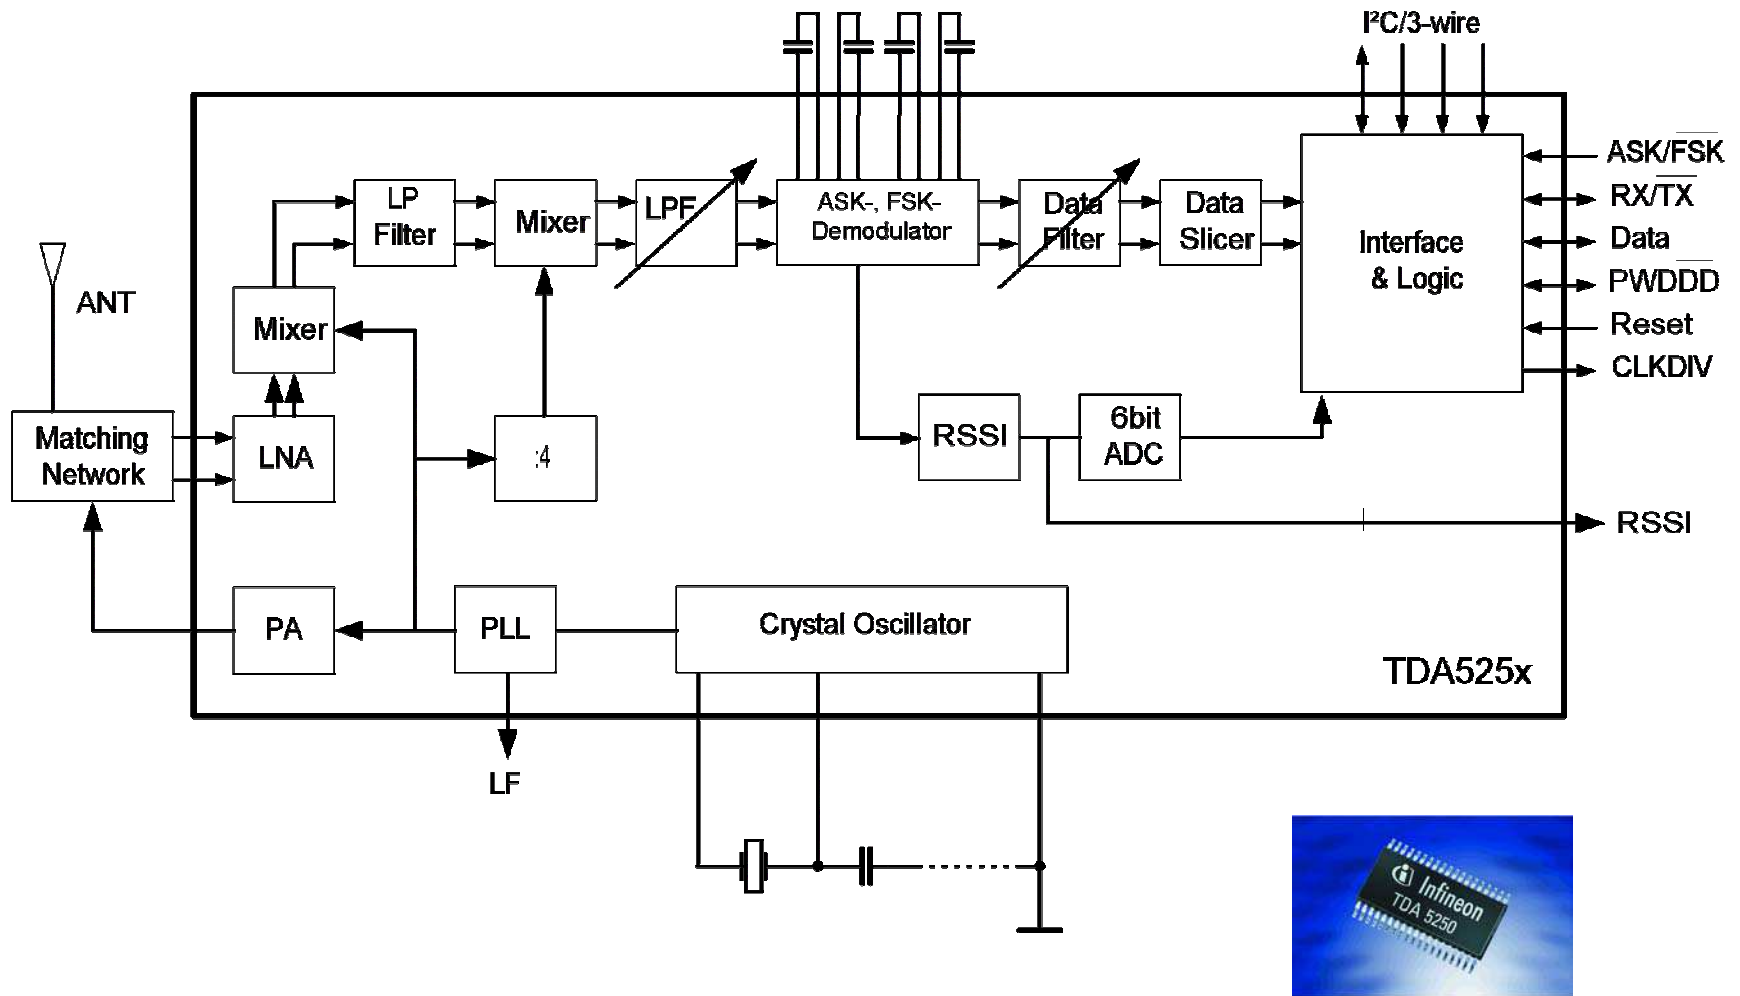 I²C/3-wire
ASK/FSK
RX/TX
Data
PWDDD
Reset
CLKDIV
LP
Filter
Mixer
LPF
ASK-, FSK-
Demodulator
Data
Filter
Data
Slicer
Interface
& Logic
ANT
Mixer
Matching
Network
LNA
:4
RSSI
6bit
ADC
RSSI
PA
PLL
Crystal Oscillator
TDA525x
LF
Infineon
TDA 5250